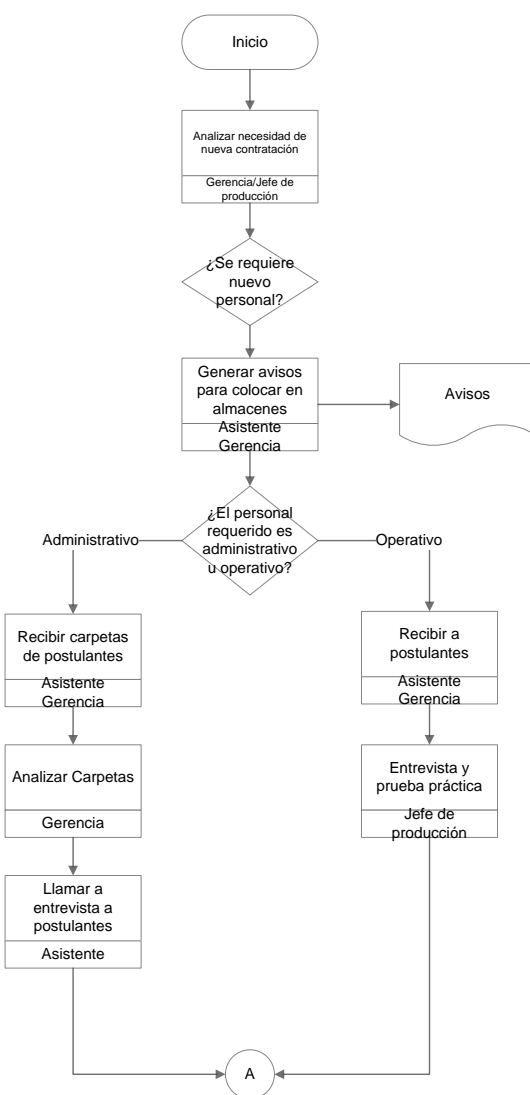 Inicio
Analizar necesidad de
nueva contratación
Gerencia/Jefe de
producción
¿Se requiere
nuevo
personal?
Generar avisos
para colocar en
almacenes
Asistente
Gerencia
Avisos
¿El personal
requerido es
administrativo
u operativo?
Administrativo
Operativo
Recibir carpetas
de postulantes
Asistente
Gerencia
Recibir a
postulantes
Asistente
Gerencia
Analizar Carpetas
Gerencia
Entrevista y
prueba práctica
Jefe de
producción
Llamar a
entrevista a
postulantes
Asistente
A